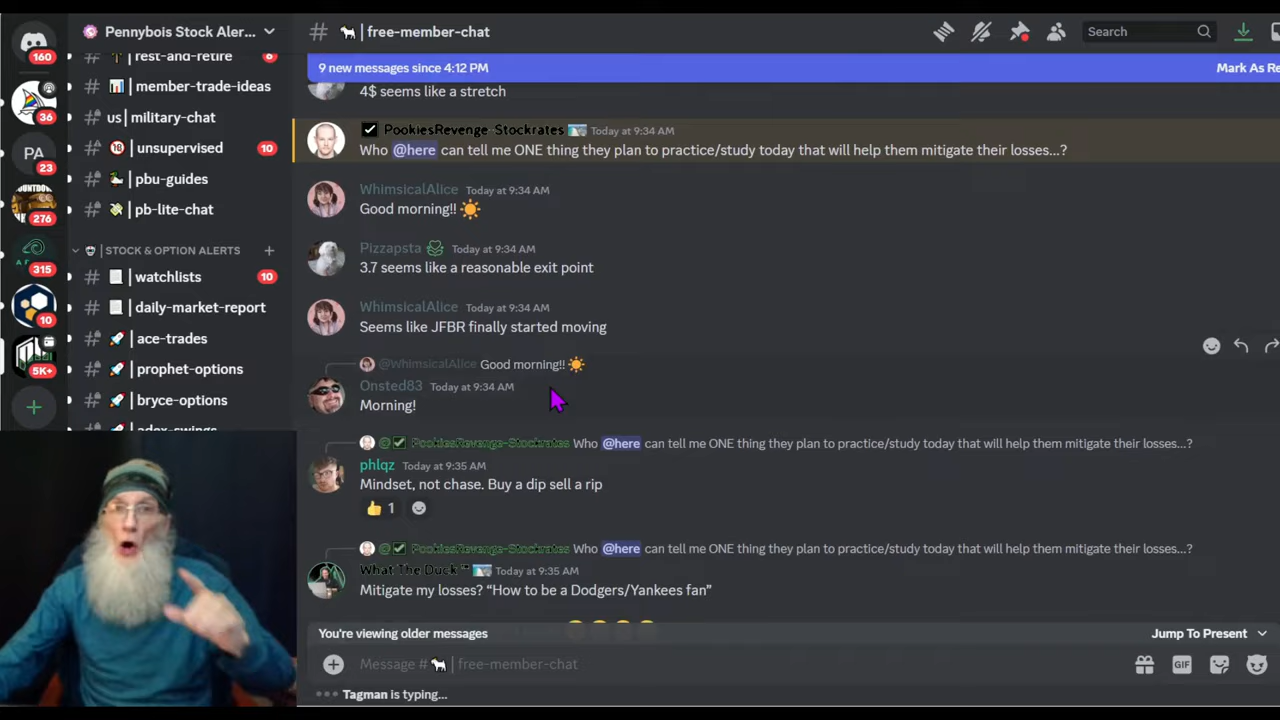 Pennybois Stock Aler...
# | free-member-chat
Search
160
9 new messages since 4:12 PM
Mark As Re
36
PA
23
276
315
10
5K+
# | rest-and-retire
6
# | member-trade-ideas
us | military-chat
# | unsupervised
10
# | pbu-guides
# | pb-lite-chat
STOCK & OPTION ALERTS
# | watchlists
10
# | daily-market-report
# | ace-trades
# | prophet-options
# | bryce-options
4$ seems like a stretch
PookiesRevenge-Stockrates Today at 9:34 AM
Who @here can tell me ONE thing they plan to practice/study today that will help them mitigate their losses...?
WhimsicalAlice Today at 9:34 AM
Good morning!!
Pizzapsta Today at 9:34 AM
3.7 seems like a reasonable exit point
WhimsicalAlice Today at 9:34 AM
Seems like JFBR finally started moving
@WhimsicalAlice Good morning!!
Onsted83 Today at 9:34 AM
Morning!
@ PookiesRevenge-Stockrates Who @here can tell me ONE thing they plan to practice/study today that will help them mitigate their losses...?
phlqz Today at 9:35 AM
Mindset, not chase. Buy a dip sell a rip
1
@ PookiesRevenge-Stockrates Who @here can tell me ONE thing they plan to practice/study today that will help them mitigate their losses...?
What The Duck™ Today at 9:35 AM
Mitigate my losses? “How to be a Dodgers/Yankees fan”
You're viewing older messages
Jump To Present
Message # | free-member-chat
GIF
Tagman is typing...